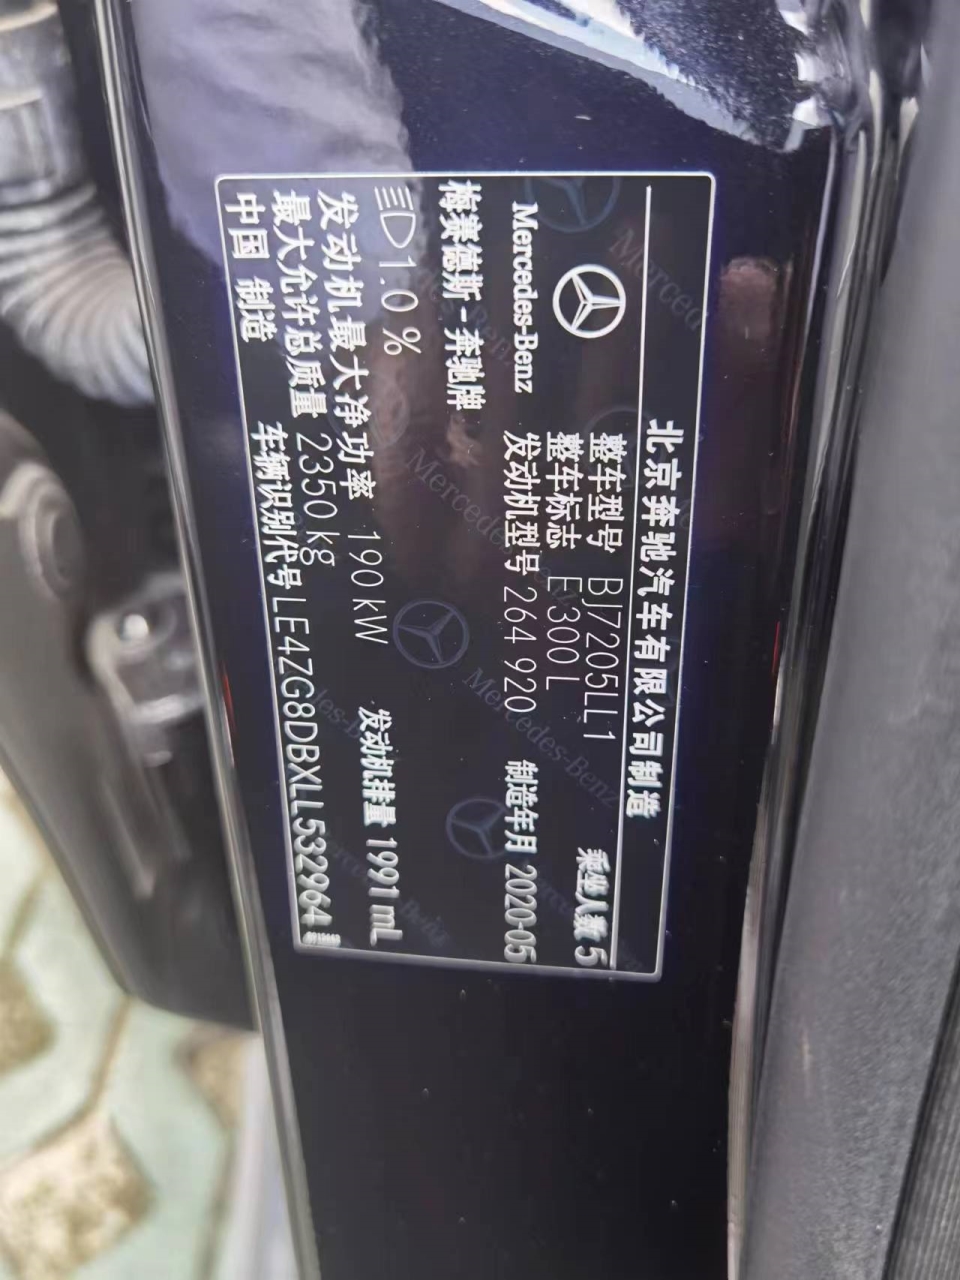 北京奔驰汽车有限公司制造
整车型号 BJ7205LL1 乘坐人数 5
整车标志 E 300 L
Mercedes-Benz
发动机型号 264 920 制造年月 2020-05
梅赛德斯-奔驰牌
1.0 %
发动机最大净功率 190 kW 发动机排量 1991 mL
最大允许总质量 2350 kg
中国 制造 车辆识别代号 LE4ZG8DBXLL532964